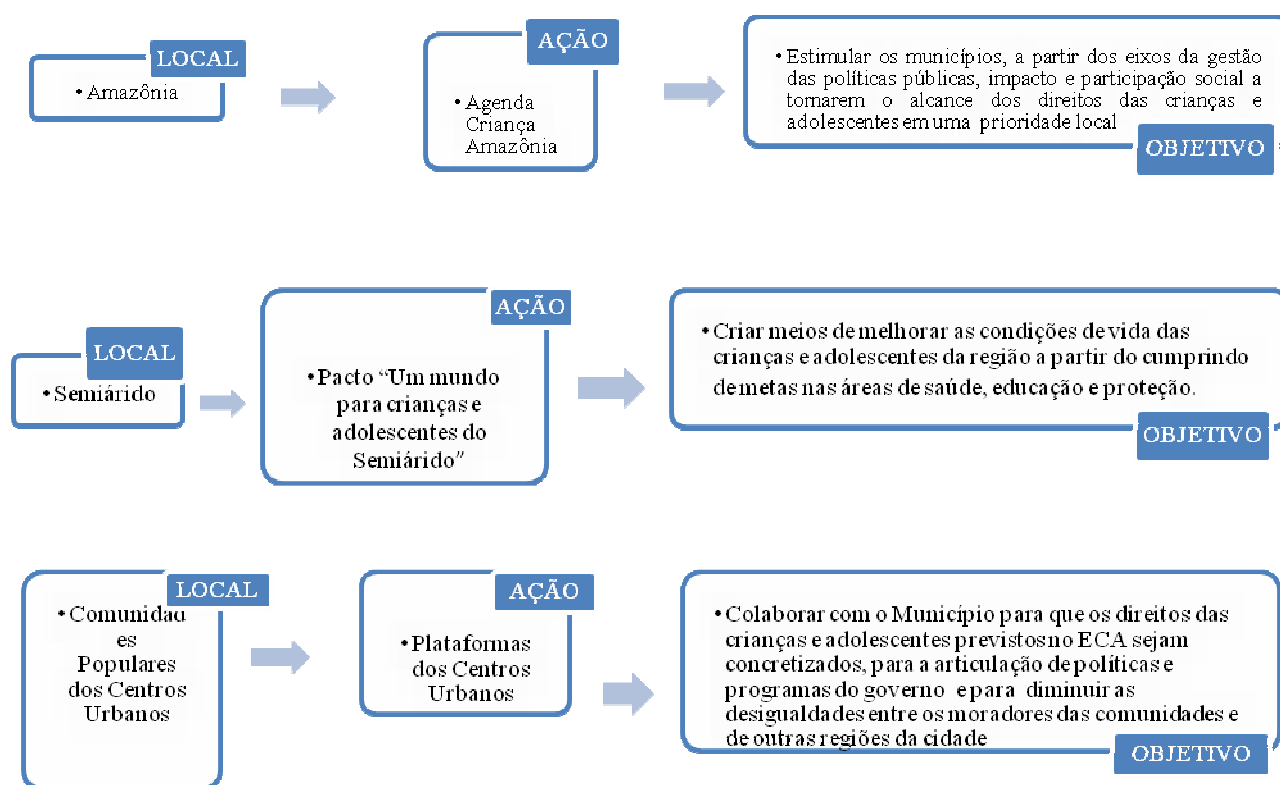 LOCAL
• Amazônia
AÇÃO
• Agenda
Criança
Amazônia
• Estimular os municípios, a partir dos eixos da gestão
das políticas públicas, impacto e participação social a
tornarem o alcance dos direitos das crianças e
adolescentes em uma prioridade local
OBJETIVO
LOCAL
• Semiárido
AÇÃO
• Pacto “Um mundo
para crianças e
adolescentes do
Semiárido”
• Criar meios de melhorar as condições de vida das
crianças e adolescentes da região a partir do cumprindo
de metas nas áreas de saúde, educação e proteção.
OBJETIVO
LOCAL
• Comunidad
es
Populares
dos Centros
Urbanos
AÇÃO
• Plataformas
dos Centros
Urbanos
• Colaborar com o Município para que os direitos das
crianças e adolescentes previstos no ECA sejam
concretizados, para a articulação de políticas e
programas do governo e para diminuir as
desigualdades entre os moradores das comunidades e
de outras regiões da cidade
OBJETIVO